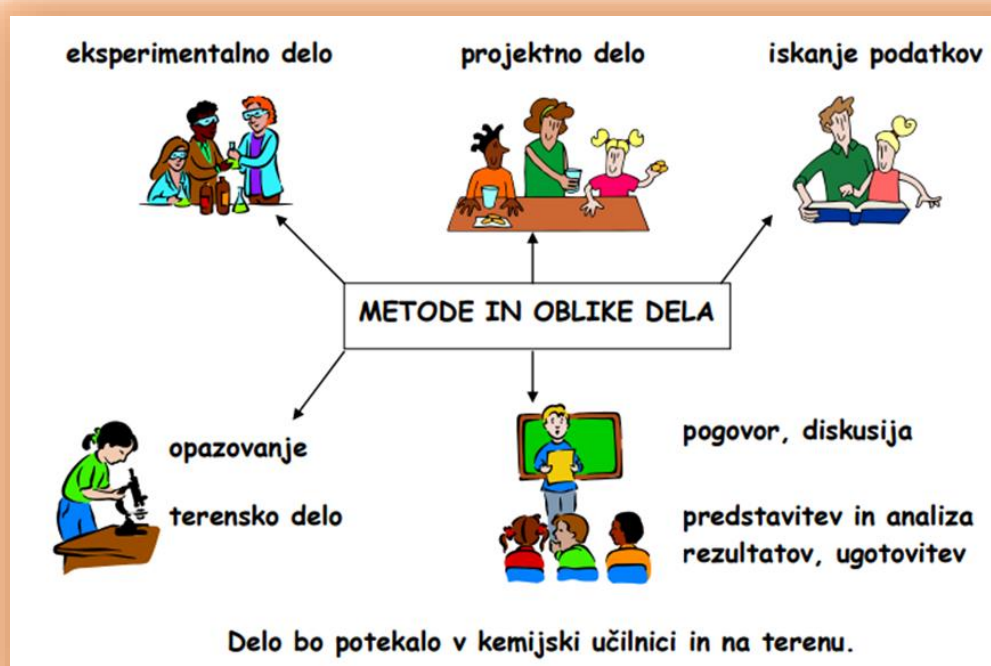 eksperimentalno delo
projektno delo
iskanje podatkov
METODE IN OBLIKE DELA
opazovanje
terensko delo
pogovor, diskusija
predstavitev in analiza
rezultatov, ugotovitev
Delo bo potekalo v kemijski učilnici in na terenu.